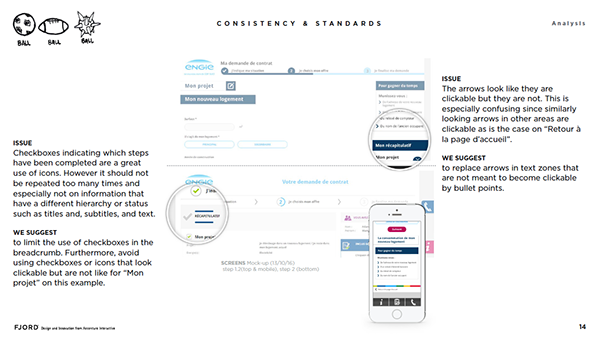 CONSISTENCY & STANDARDS
Analysis
BALL
BALL
BALL
ISSUE
Checkboxes indicating which steps
have been completed are a great
use of icons. However it should not
be repeated too many times and
especially not on information that
have a different hierarchy or status
such as titles and, subtitles, and text.
WE SUGGEST
to limit the use of checkboxes in the
breadcrumb. Furthermore, avoid
using checkboxes or icons that look
clickable but are not like for "Mon
projet" on this example.
ENGIE
Ma demande de contrat
Mon projet
Mon nouveau logement
Pour gagner du temps
Mon récapitulatif
Mon projet
Votre demande de contrat
RÉCAPITULATIF
Mon projet
SCREENS Mock-up (13/10/16)
step 1,2(top & mobile), step 2 (bottom)
ISSUE
The arrows look like they are
clickable but they are not. This is
especially confusing since similarly
looking arrows in other areas are
clickable as is the case on "Retour à
la page d'accueil".
WE SUGGEST
to replace arrows in text zones that
are not meant to become clickable
by bullet points.
FJORD Design and Innovation from Accenture Interactive
14